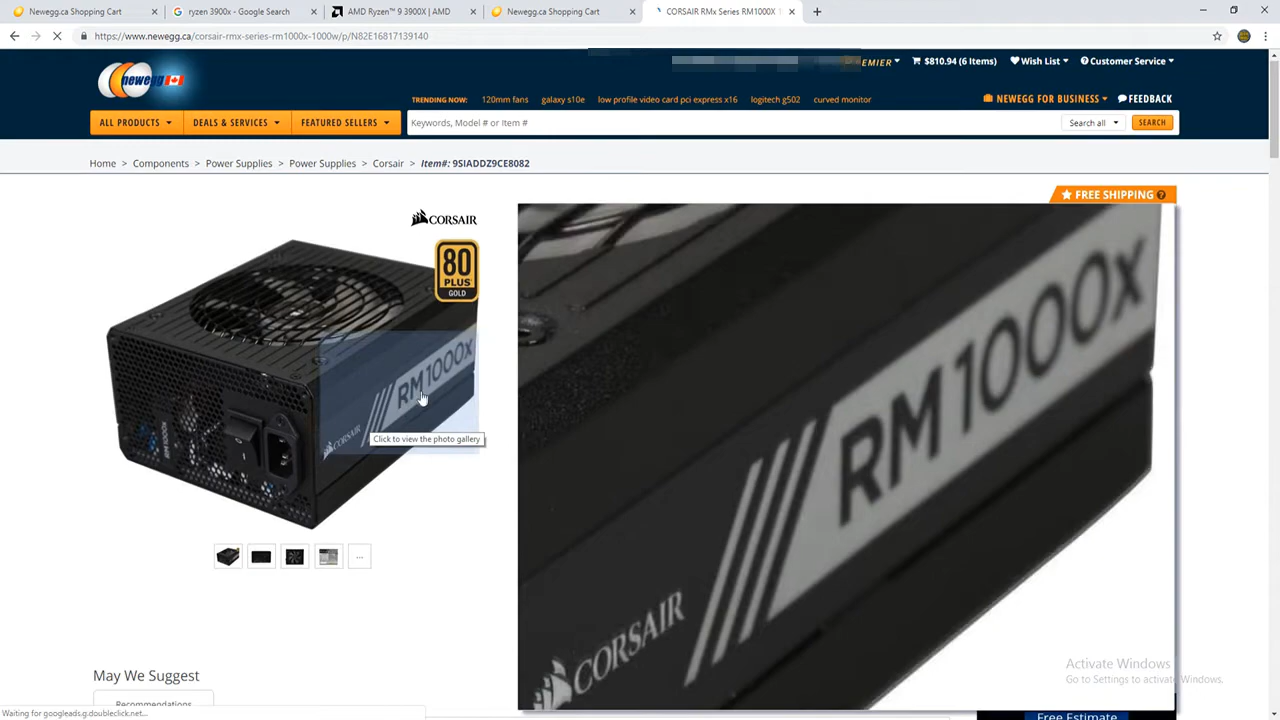 Newegg.ca Shopping Cart
ryzen 3900x - Google Search
AMD Ryzen™ 9 3900X | AMD
Newegg.ca Shopping Cart
CORSAIR RMx Series RM1000X
https://www.newegg.ca/corsair-rmx-series-rm1000x-1000w/p/N82E16817139140
newegg
EMIER
$810.94 (6 Items)
Wish List
Customer Service
TRENDING NOW: 120mm fans galaxy s10e low profile video card pci express x16 logitech g502 curved monitor
NEWEGG FOR BUSINESS
FEEDBACK
ALL PRODUCTS
DEALS & SERVICES
FEATURED SELLERS
Keywords, Model # or Item #
Search all
SEARCH
Home > Components > Power Supplies > Power Supplies > Corsair > Item#: 9SIADDZ9CE8082
FREE SHIPPING
CORSAIR
80
PLUS
GOLD
RM1000x
CORSAIR
RM1000x
Click to view the photo gallery
RM1000x
CORSAIR
...
May We Suggest
Recommendations
Activate Windows
Go to Settings to activate Windows.
Waiting for googleads.g.doubleclick.net...
Free Estimate